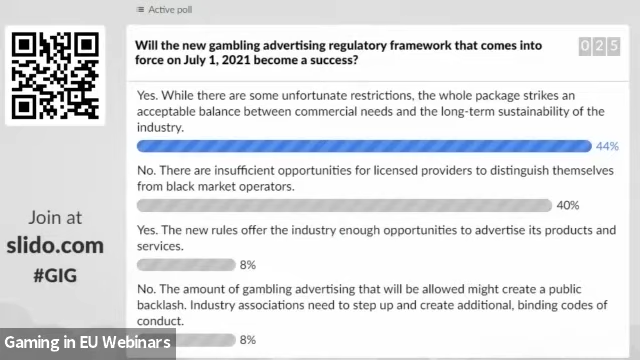 Active poll
Will the new gambling advertising regulatory framework that comes into
force on July 1, 2021 become a success?
025
Yes. While there are some unfortunate restrictions, the whole package strikes an
acceptable balance between commercial needs and the long-term sustainability of the
industry.
44%
No. There are insufficient opportunities for licensed providers to distinguish themselves
from black market operators.
40%
Yes. The new rules offer the industry enough opportunities to advertise its products and
services.
8%
No. The amount of gambling advertising that will be allowed might create a public
backlash. Industry associations need to step up and create additional, binding codes of
conduct.
8%
Join at
slido.com
#GIG
Gaming in EU Webinars